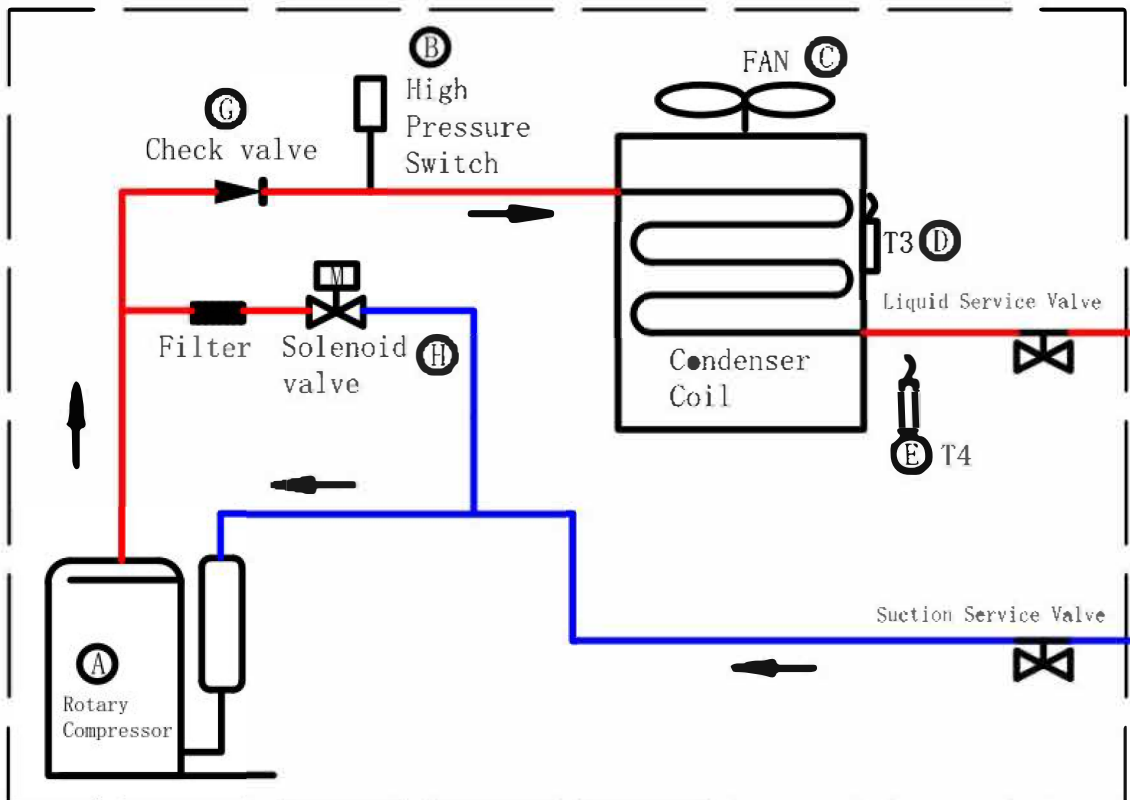 B
High
Pressure
Switch
FAN C
G
Check valve
T3 D
M
Filter
Solenoid
valve
H
Liquid Service Valve
Condenser
Coil
E T4
Suction Service Valve
A
Rotary
Compressor